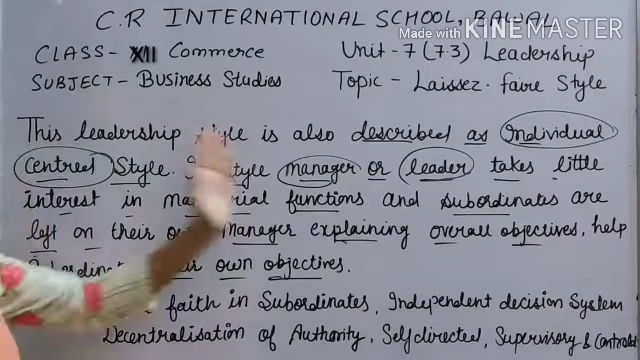 C.R INTERNATIONAL SCHOOL, BAWAL
Made with KINEMASTER
CLASS- XII Commerce
Unit-7 (7.3) Leadership
SUBJECT- Business Studies
Topic- Laissez-faire Style
This leadership style is also described as Individual
Centred Style. style manager or leader takes little
interest in managerial functions and subordinates are
left on their own Manager explaining overall objectives, help
own objectives.
faith in Subordinates, Independent decision System
Decentralisation of Authority, Self directed, Supervisory &